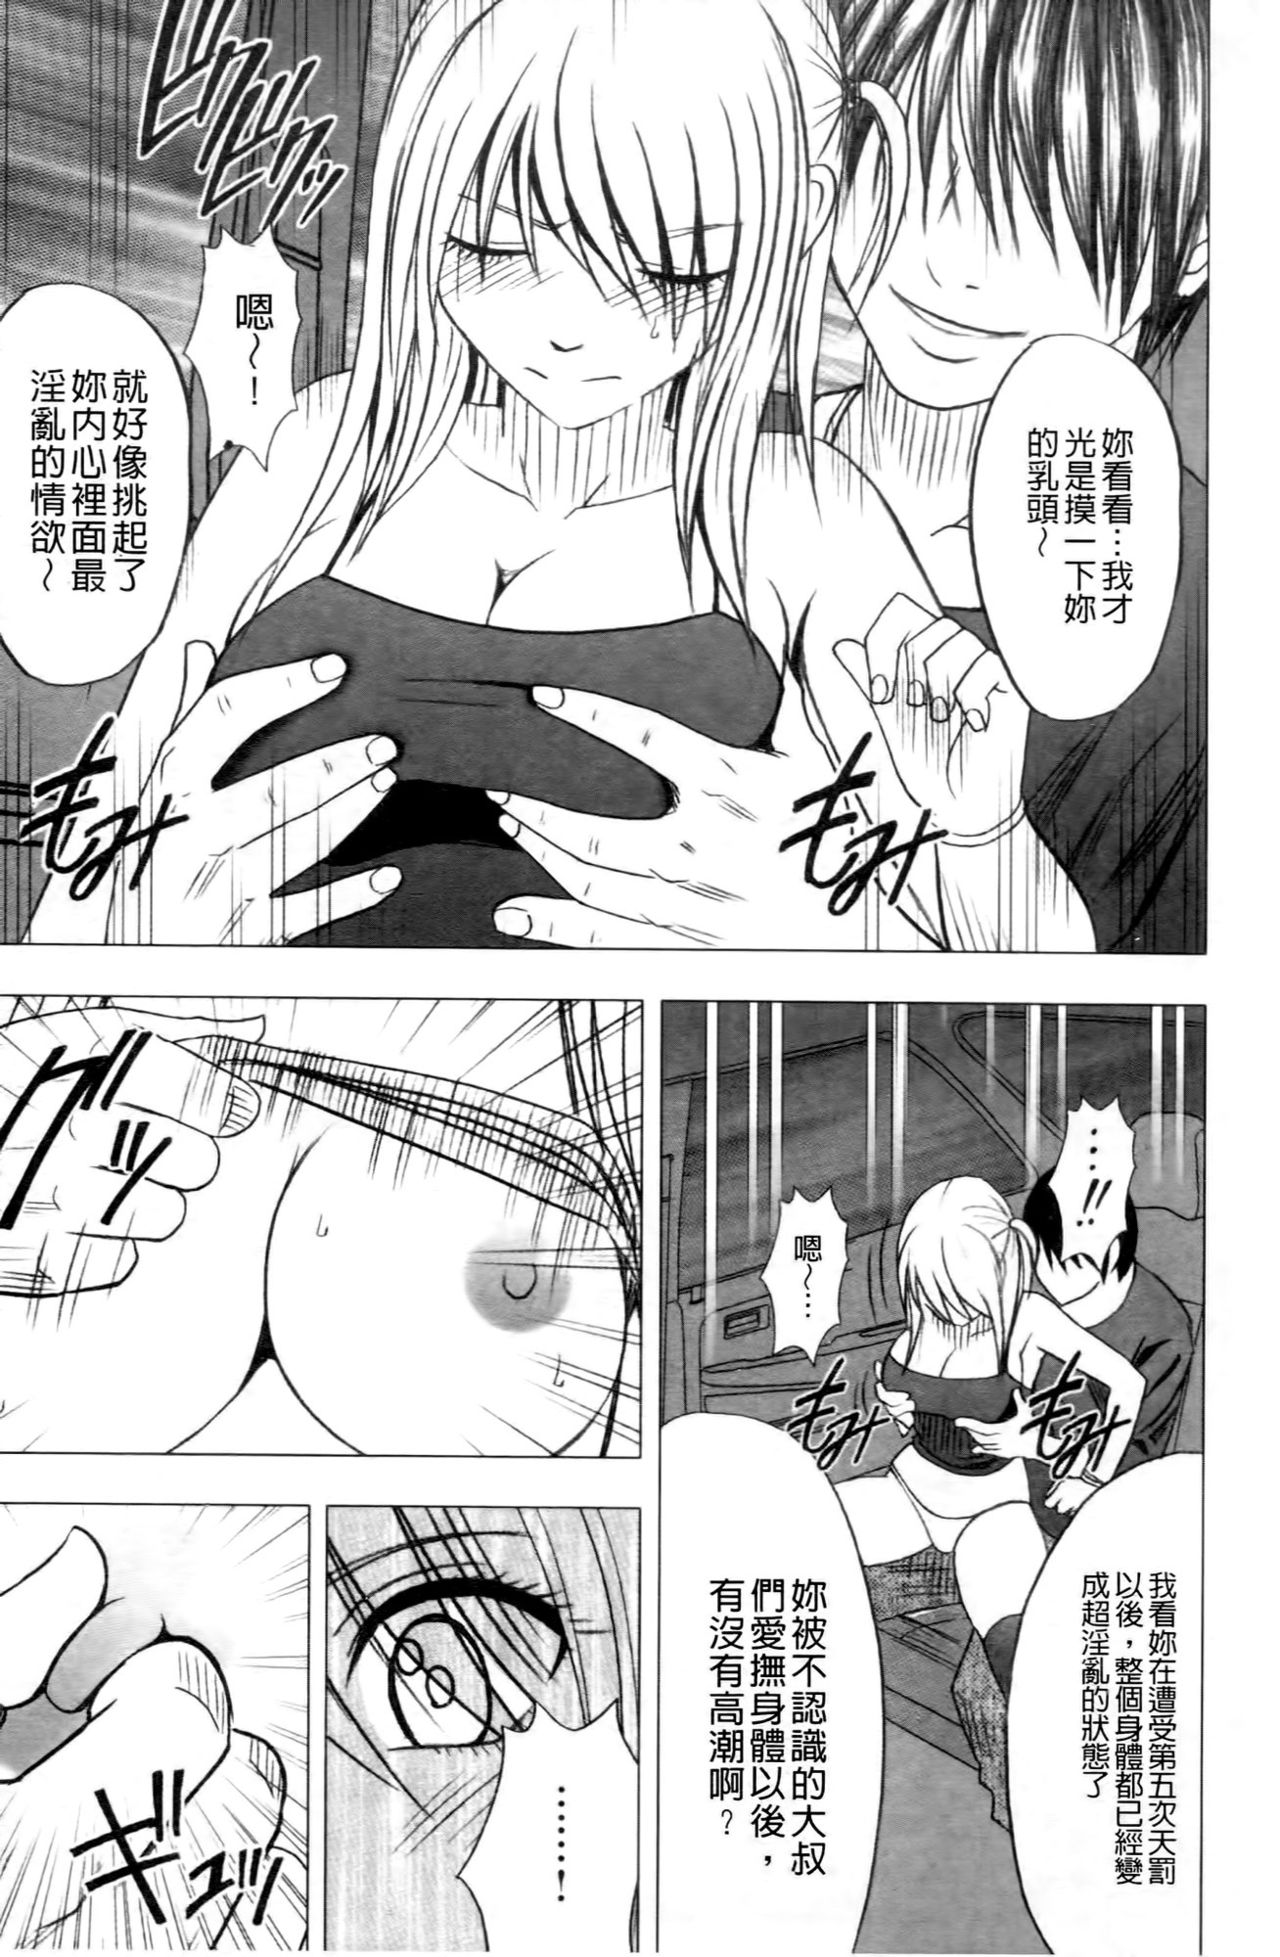 ビクビクッ
妳看看…我才
光是摸一下妳
的乳頭～
嗯～！
就好像挑起了
妳內心裡面最
淫亂的情欲～
もみ
もみ
……!!
嗯～…
もみ
もみ
我看妳在遭受第五次天罰
以後，整個身體都已經變
成超淫亂的狀態了
妳被不認識的大叔
們愛撫身體以後，
有沒有高潮啊？
グッ
……！
ギュッ